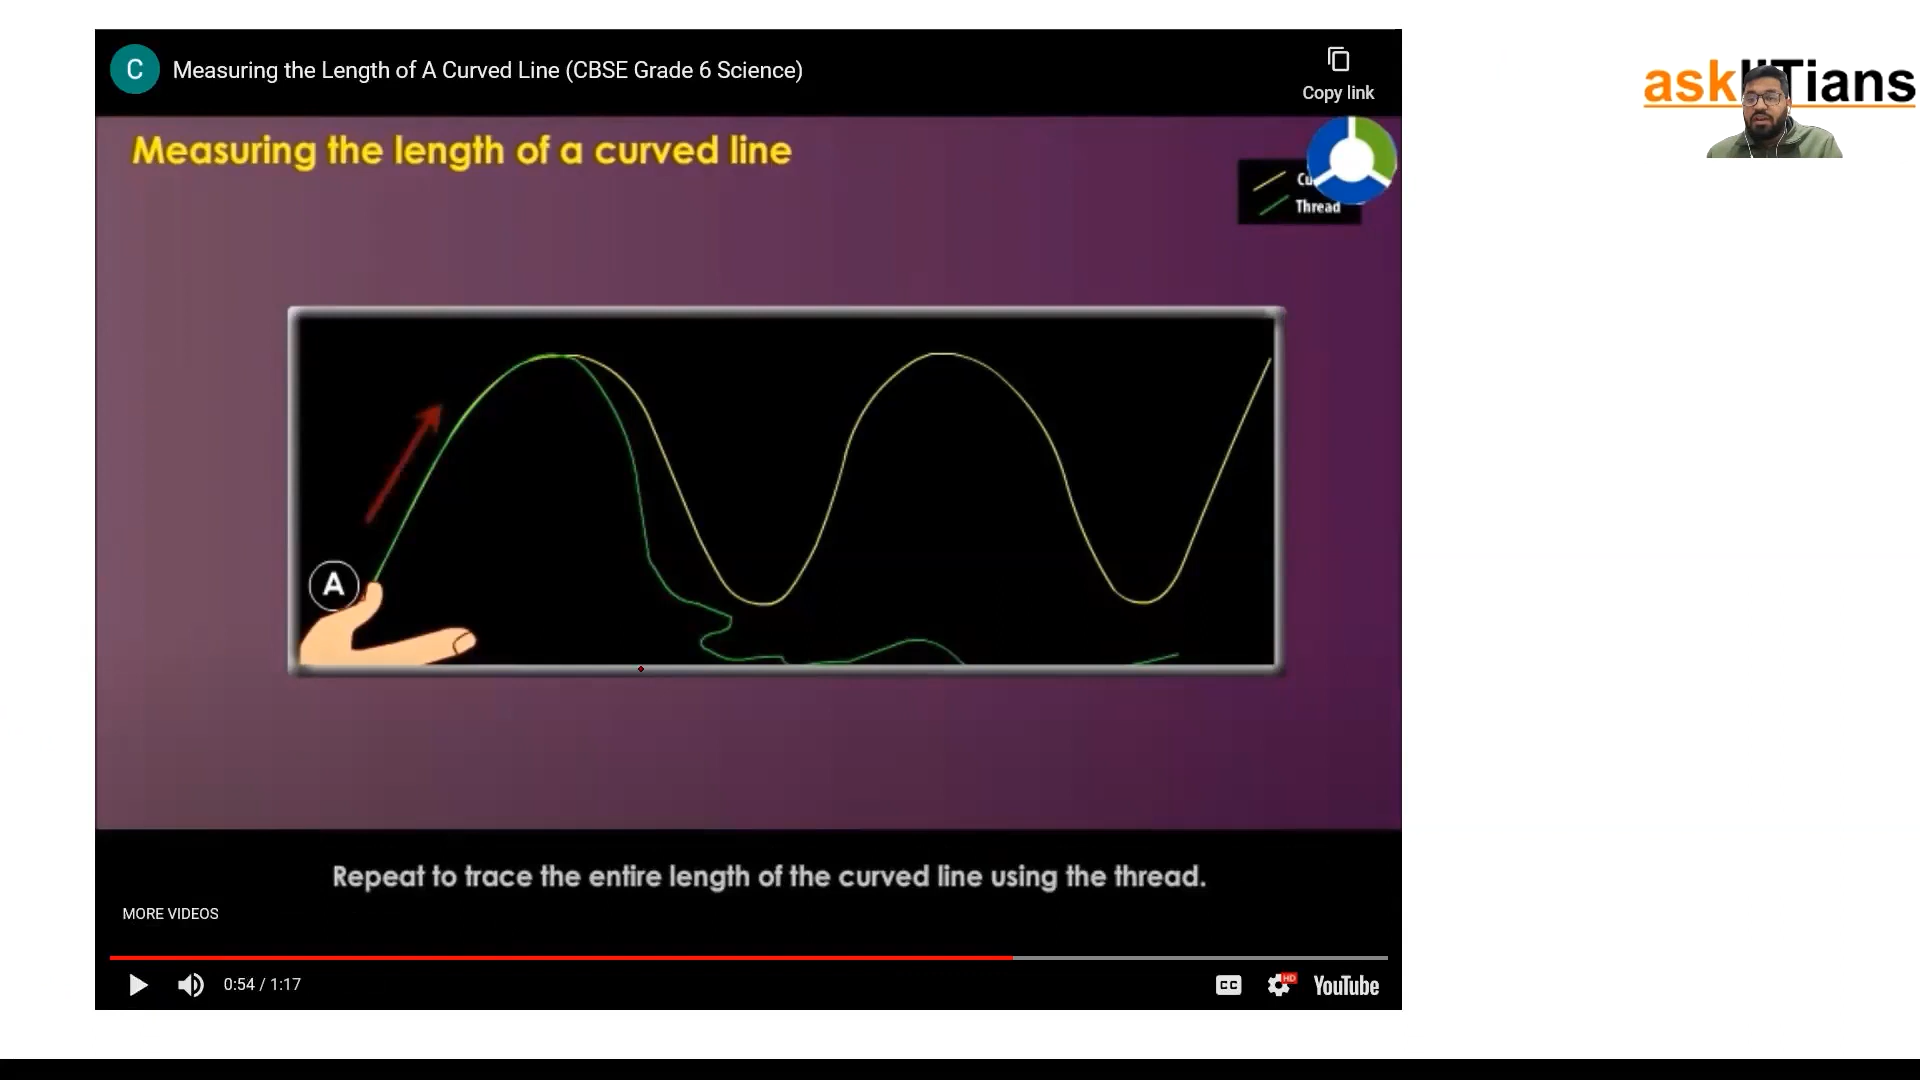 C Measuring the Length of A Curved Line (CBSE Grade 6 Science)
Copy link
askIITians
Measuring the length of a curved line
Thread
A
Repeat to trace the entire length of the curved line using the thread.
MORE VIDEOS
0:54 / 1:17
CC
HD
YouTube